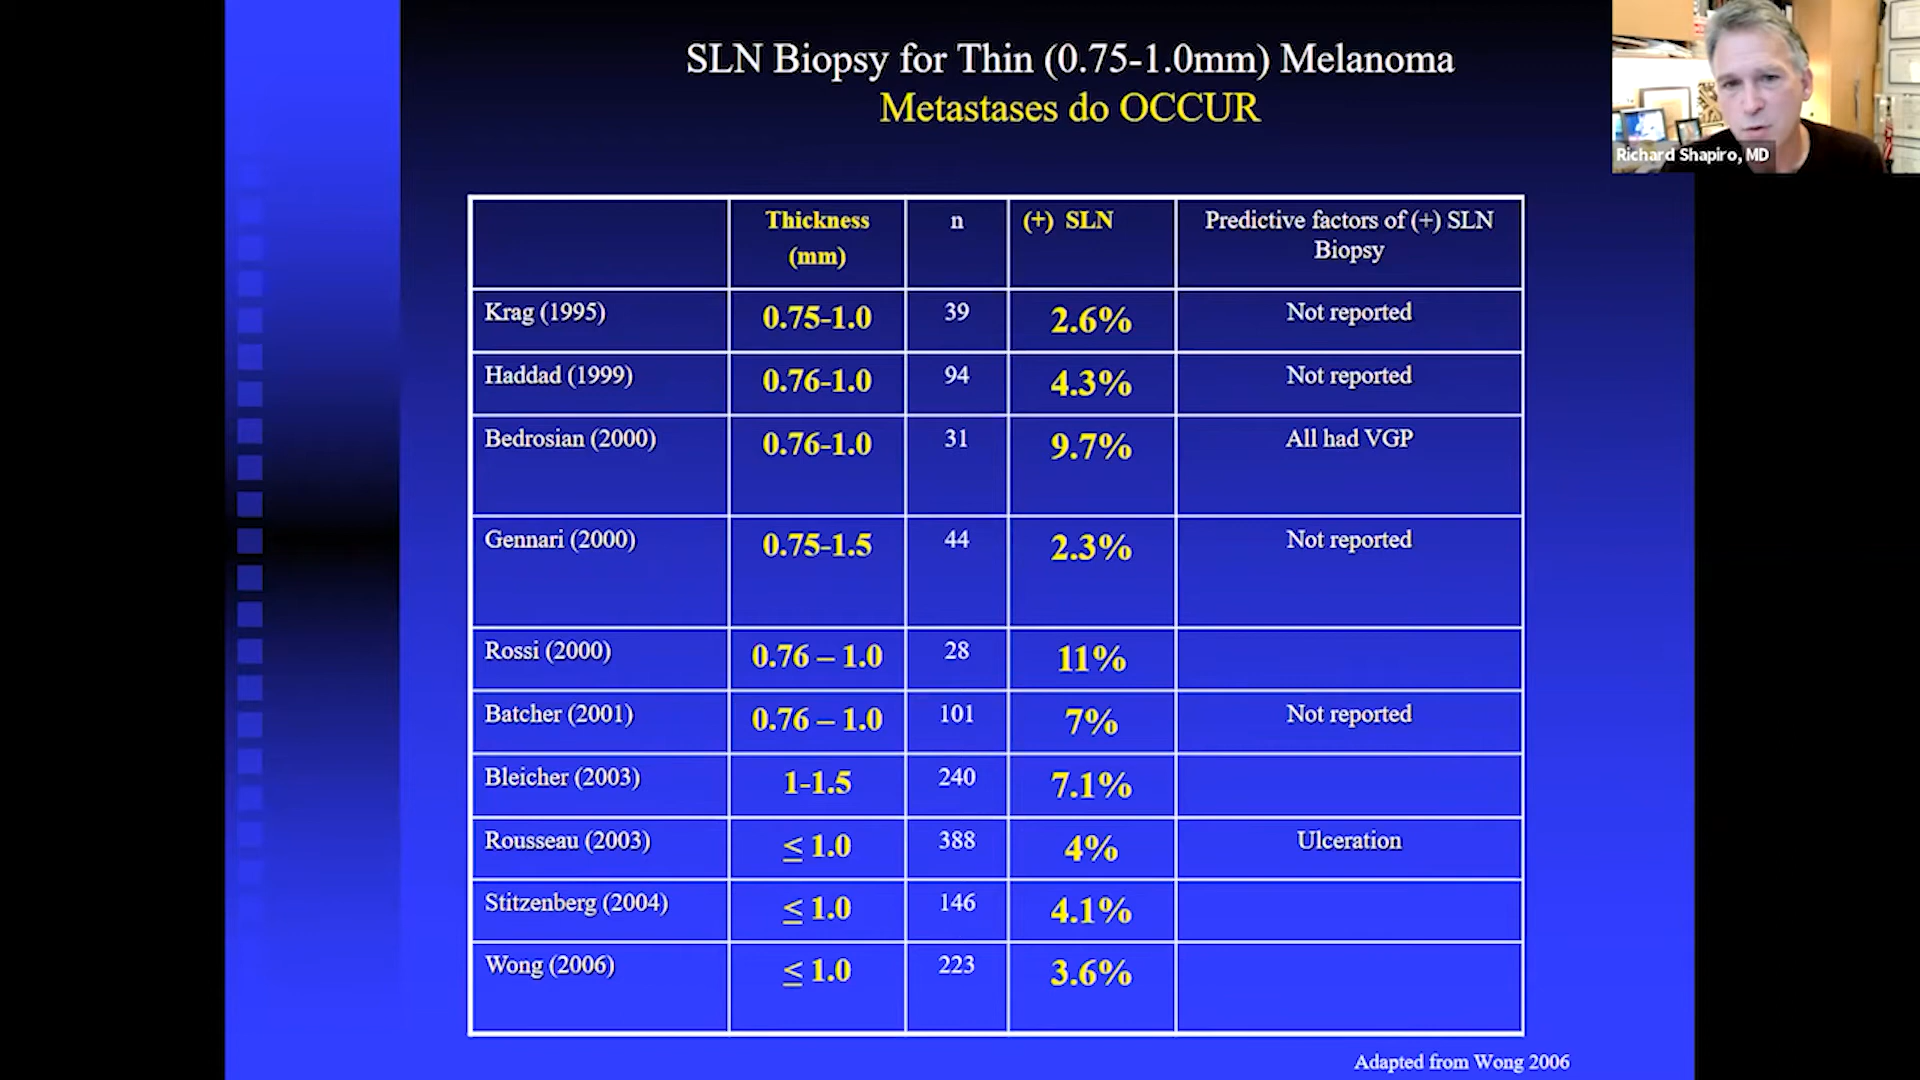 SLN Biopsy for Thin (0.75-1.0mm) Melanoma
Metastases do OCCUR
Richard Shapiro, MD
Thickness (mm) n (+) SLN Predictive factors of (+) SLN Biopsy
Krag (1995) 0.75-1.0 39 2.6% Not reported
Haddad (1999) 0.76-1.0 94 4.3% Not reported
Bedrosian (2000) 0.76-1.0 31 9.7% All had VGP
Gennari (2000) 0.75-1.5 44 2.3% Not reported
Rossi (2000) 0.76 – 1.0 28 11%
Batcher (2001) 0.76 – 1.0 101 7% Not reported
Bleicher (2003) 1-1.5 240 7.1%
Rousseau (2003) ≤ 1.0 388 4% Ulceration
Stitzenberg (2004) ≤ 1.0 146 4.1%
Wong (2006) ≤ 1.0 223 3.6%
Adapted from Wong 2006